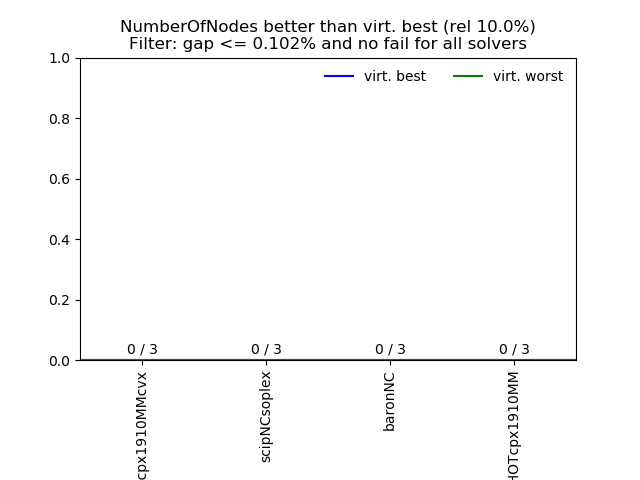 NumberOfNodes better than virt. best (rel 10.0%)
Filter: gap <= 0.102% and no fail for all solvers
virt. best
virt. worst
1.0
0.8
0.6
0.4
0.2
0.0
0 / 3
0 / 3
0 / 3
0 / 3
cpx1910MMcvx
scipNCsoplex
baronNC
HOTcpx1910MM